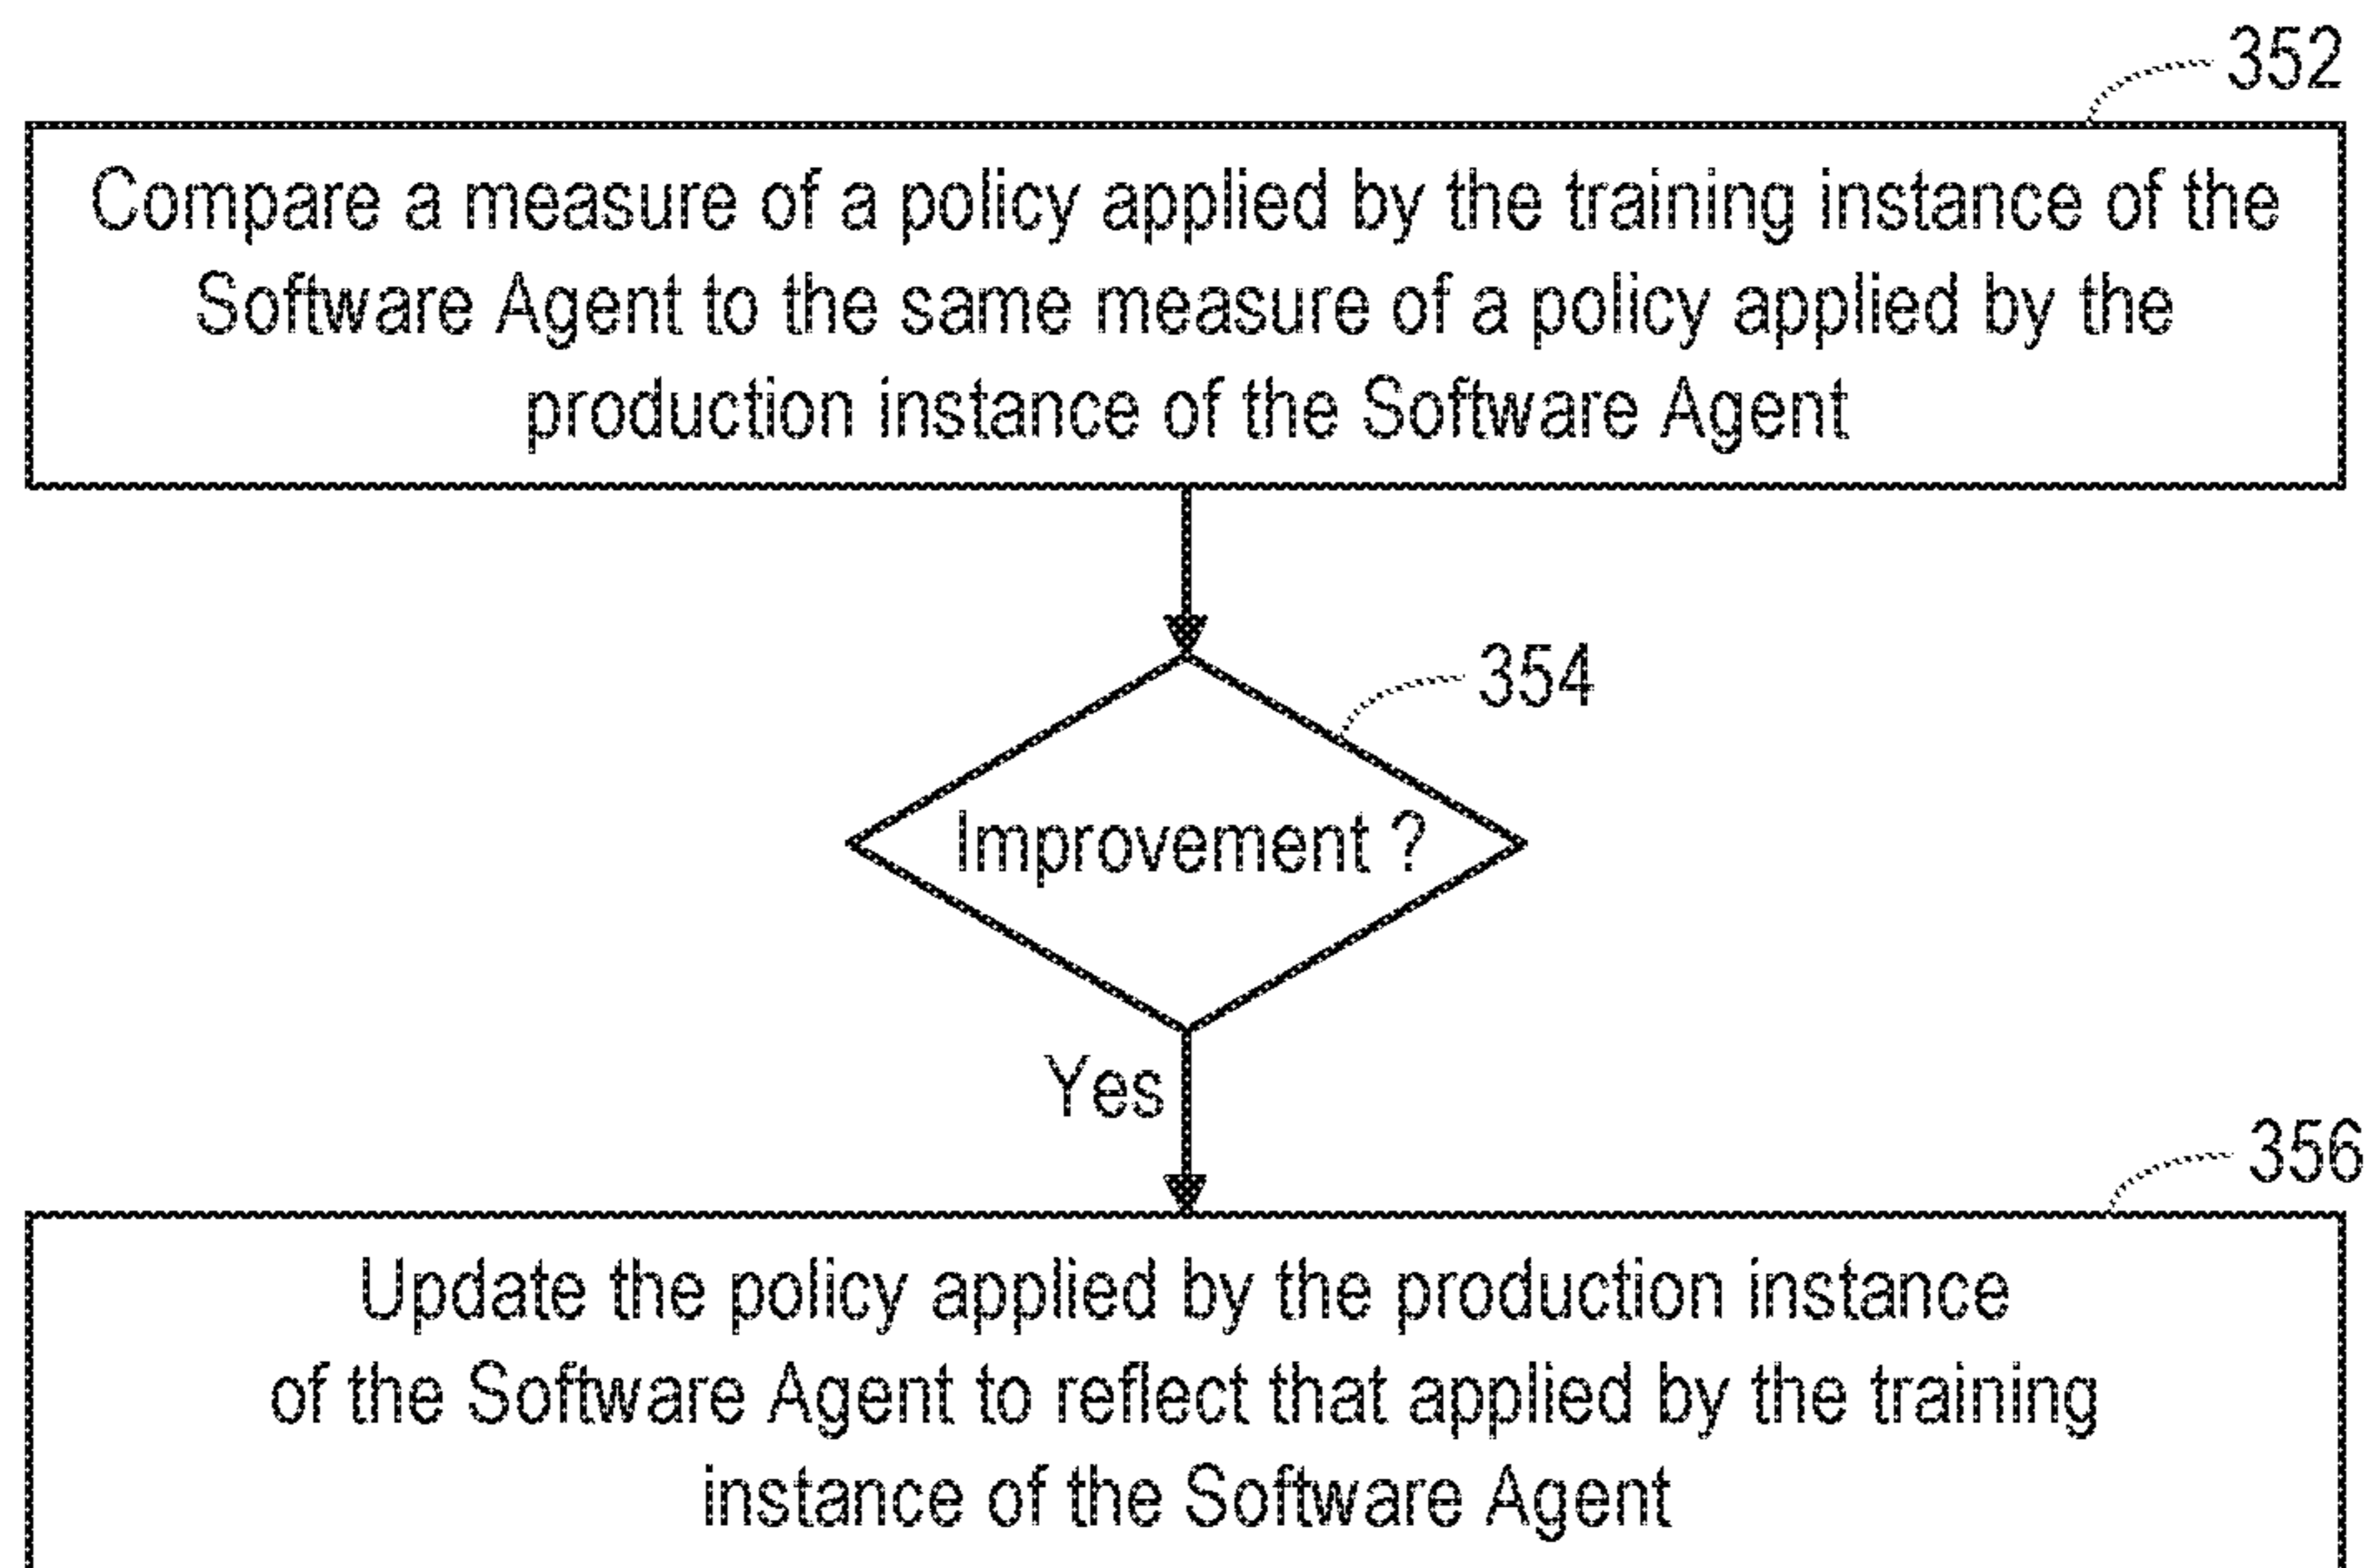 352
Compare a measure of a policy applied by the training instance of the
Software Agent to the same measure of a policy applied by the
production instance of the Software Agent
354
Improvement ?
Yes
356
Update the policy applied by the production instance
of the Software Agent to reflect that applied by the training
instance of the Software Agent